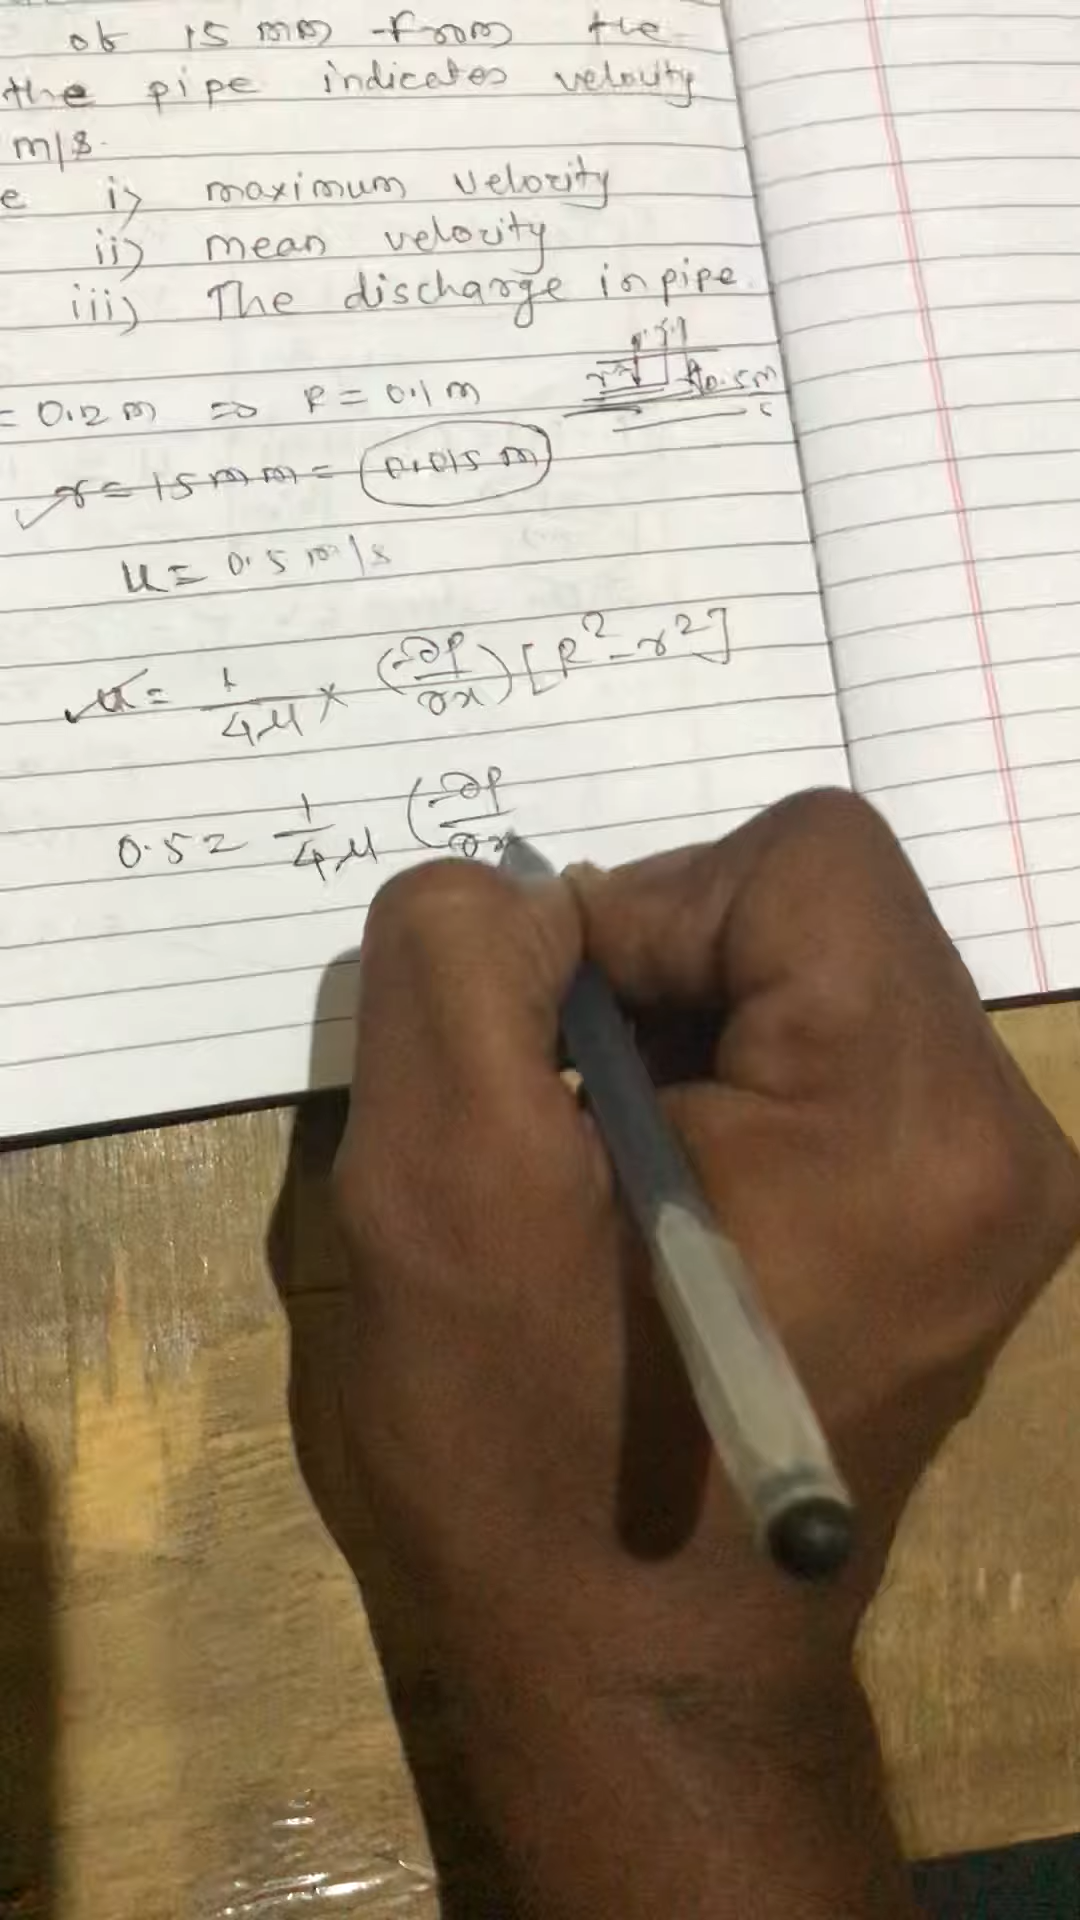 of 15 mm from the
the pipe indicates velocity
m/s.
e i) maximum velocity
ii) mean velocity
iii) The discharge in pipe.
= 0.2 m => R = 0.1 m
r = 15 mm = 0.015 m
u = 0.5 m/s
u = 1/4μ × (-∂p/∂x) [R² - r²]
0.5 = 1/4μ (-∂p/∂x